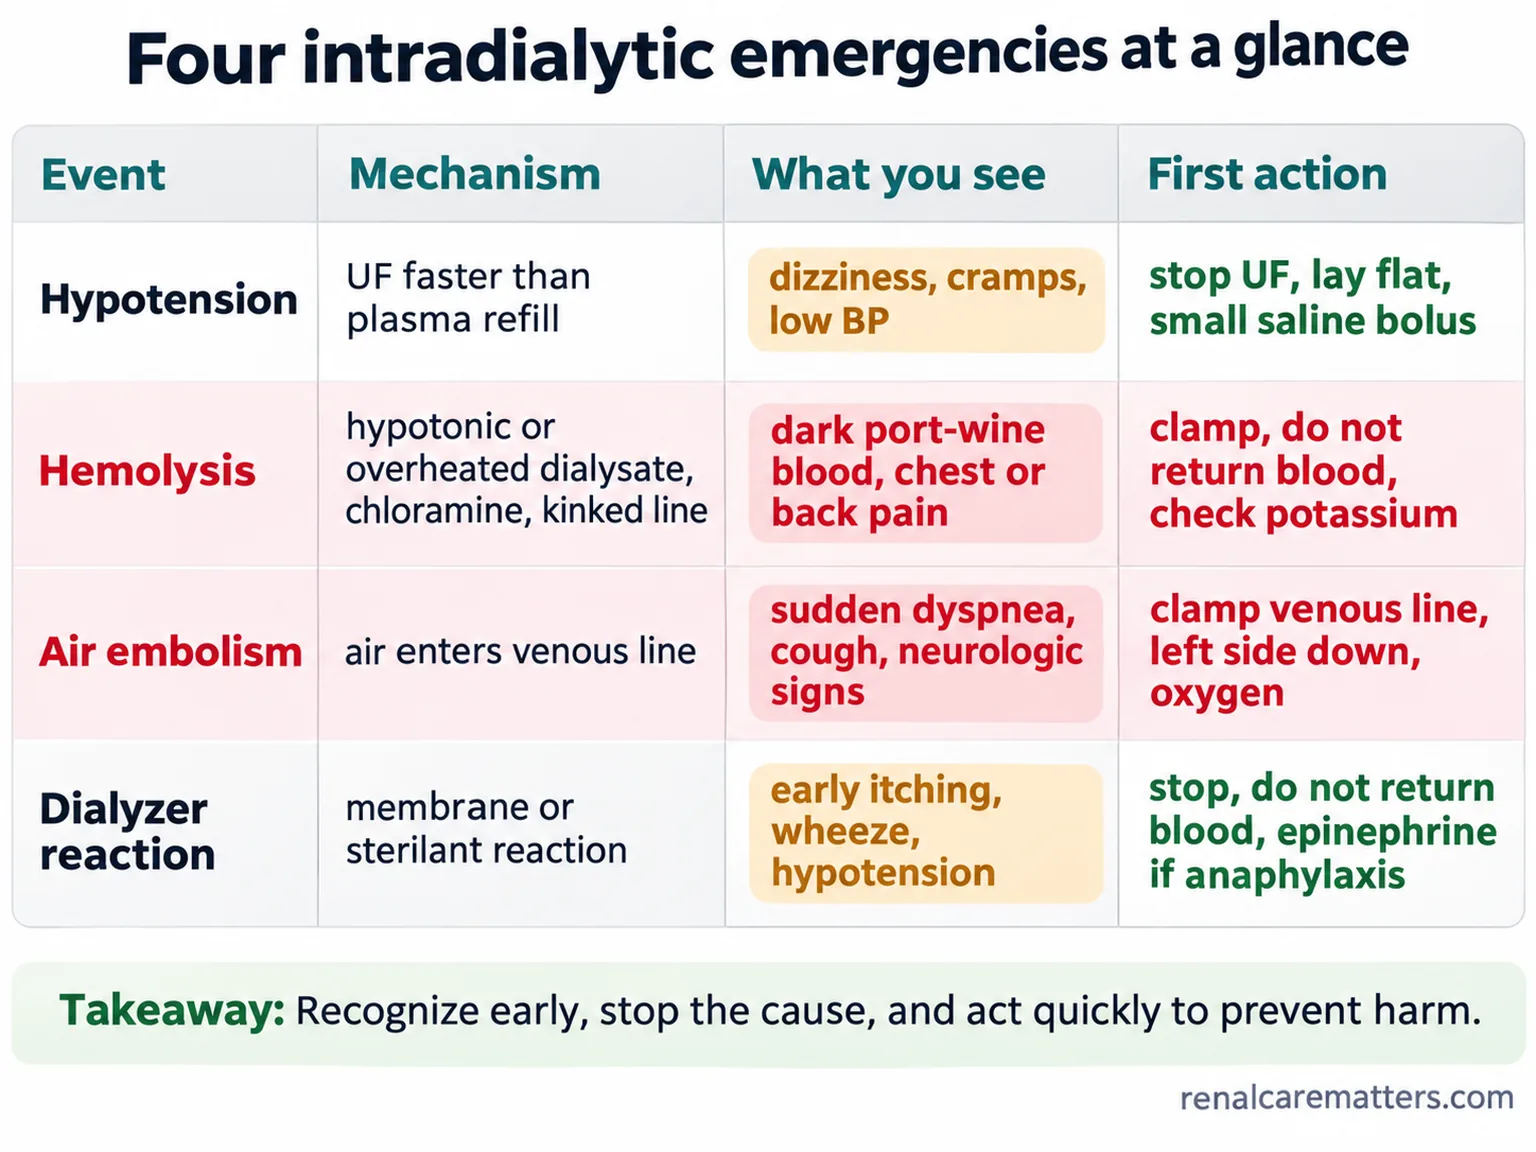 Four intradialytic emergencies at a glance
Event
Mechanism
What you see
First action
Hypotension
UF faster than
plasma refill
dizziness, cramps,
low BP
stop UF, lay flat,
small saline bolus
Hemolysis
hypotonic or
overheated dialysate,
chloramine, kinked line
dark port-wine
blood, chest or
back pain
clamp, do not
return blood,
check potassium
Air embolism
air enters venous line
sudden dyspnea,
cough, neurologic
signs
clamp venous line,
left side down,
oxygen
Dialyzer
reaction
membrane or
sterilant reaction
early itching,
wheeze,
hypotension
stop, do not return
blood, epinephrine
if anaphylaxis
Takeaway: Recognize early, stop the cause, and act quickly to prevent harm.
renalcarematters.com